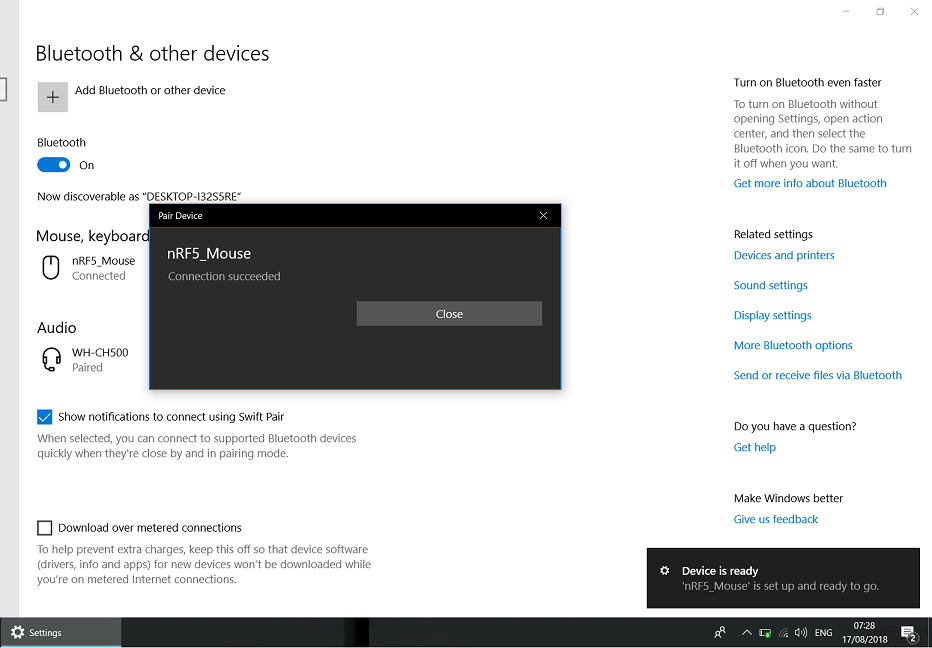 Bluetooth & other devices
Add Bluetooth or other device
Bluetooth
On
Now discoverable as “DESKTOP-I32S5RE”
Mouse, keyboard
nRF5_Mouse
Connected
Audio
WH-CH500
Paired
Pair Device
nRF5_Mouse
Connection succeeded
Close
Show notifications to connect using Swift Pair
When selected, you can connect to supported Bluetooth devices
quickly when they're close by and in pairing mode.
Download over metered connections
To help prevent extra charges, keep this off so that device software
(drivers, info and apps) for new devices won't be downloaded while
you're on metered Internet connections.
Turn on Bluetooth even faster
To turn on Bluetooth without
opening Settings, open action
center, and then select the
Bluetooth icon. Do the same to turn
it off when you want.
Get more info about Bluetooth
Related settings
Devices and printers
Sound settings
Display settings
More Bluetooth options
Send or receive files via Bluetooth
Do you have a question?
Get help
Make Windows better
Give us feedback
Device is ready
'nRF5_Mouse' is set up and ready to go.
Settings
ENG
07:28
17/08/2018
2